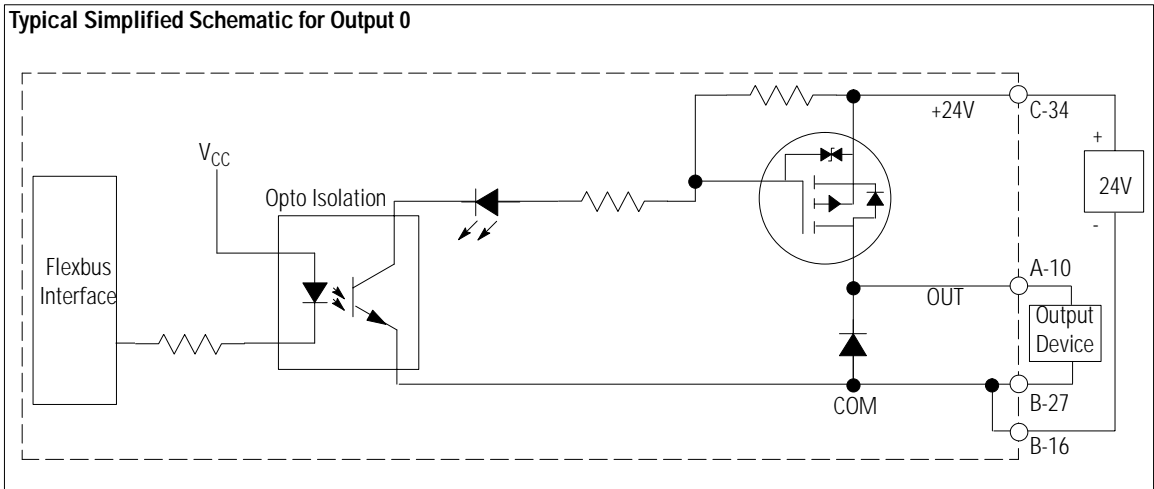 Typical Simplified Schematic for Output 0
+24V
C-34
+
24V
-
VCC
Opto Isolation
Flexbus
Interface
A-10
OUT
Output
Device
COM
B-27
B-16